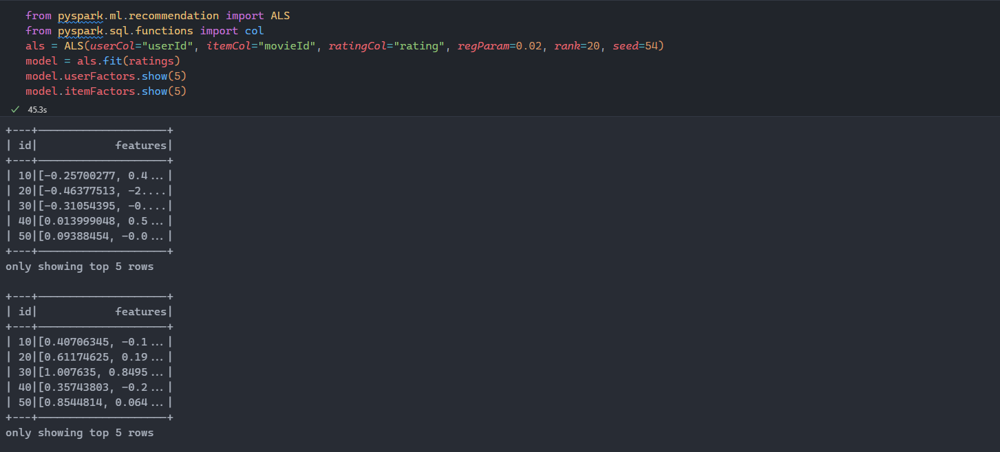 from pyspark.ml.recommendation import ALS
from pyspark.sql.functions import col
als = ALS(userCol="userId", itemCol="movieId", ratingCol="rating", regParam=0.02, rank=20, seed=54)
model = als.fit(ratings)
model.userFactors.show(5)
model.itemFactors.show(5)
✓ 45.3s
+---+--------------------+
| id|            features|
+---+--------------------+
| 10|[-0.25700277, 0.4...|
| 20|[-0.46377513, -2....|
| 30|[-0.31054395, -0....|
| 40|[0.013999048, 0.5...|
| 50|[0.09388454, -0.0...|
+---+--------------------+
only showing top 5 rows

+---+--------------------+
| id|            features|
+---+--------------------+
| 10|[0.40706345, -0.1...|
| 20|[0.61174625, 0.19...|
| 30|[1.007635, 0.8495...|
| 40|[0.35743803, -0.2...|
| 50|[0.8544814, 0.064...|
+---+--------------------+
only showing top 5 rows